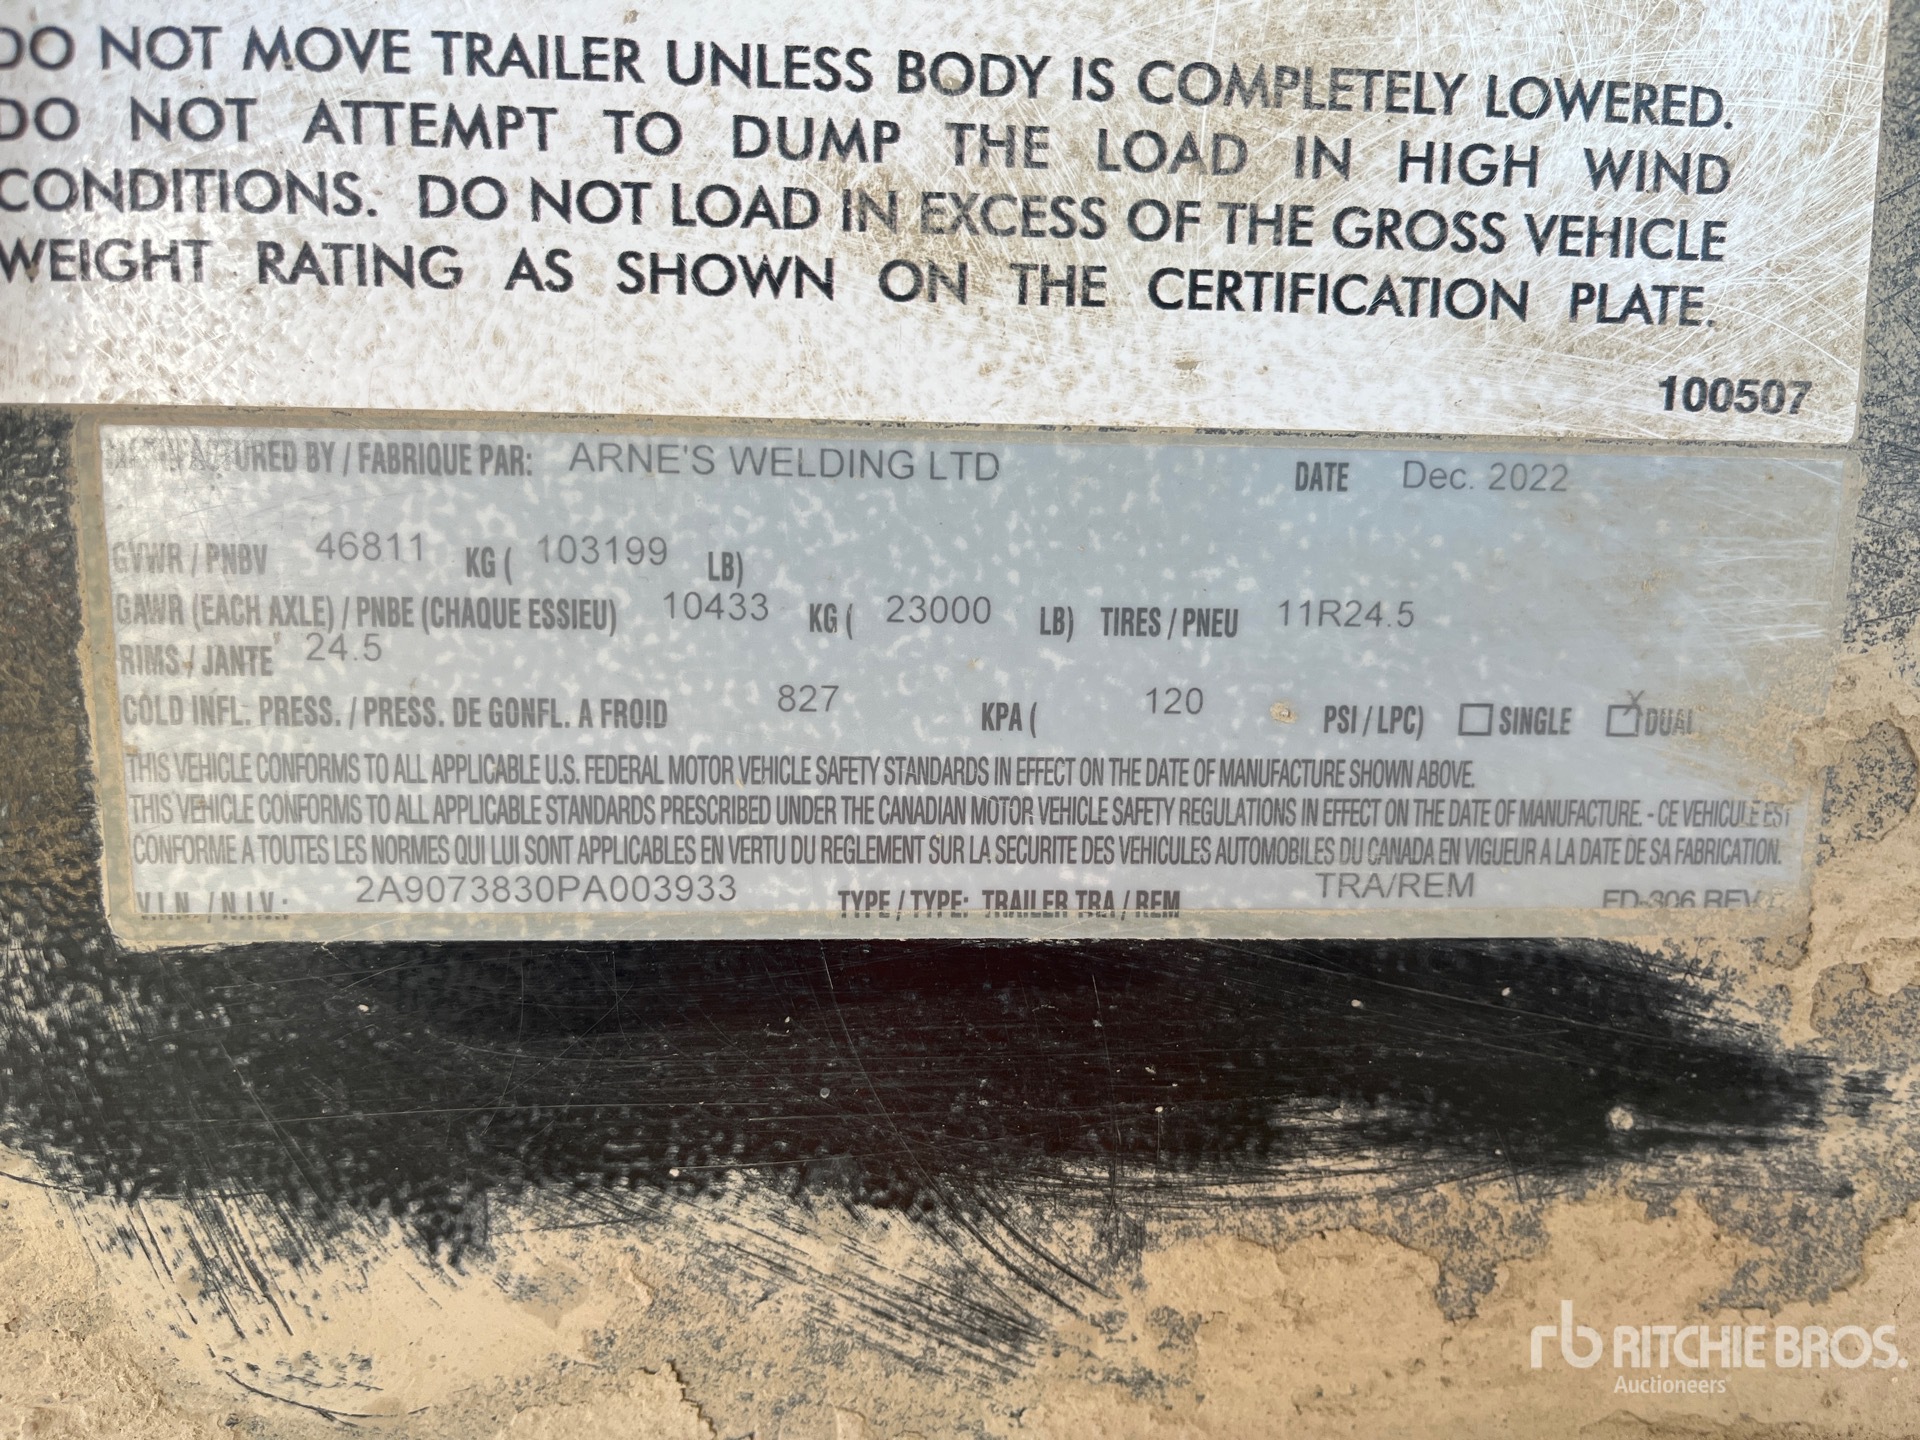 DO NOT MOVE TRAILER UNLESS BODY IS COMPLETELY LOWERED.
DO NOT ATTEMPT TO DUMP THE LOAD IN HIGH WIND
CONDITIONS. DO NOT LOAD IN EXCESS OF THE GROSS VEHICLE
WEIGHT RATING AS SHOWN ON THE CERTIFICATION PLATE.
100507
MANUFACTURED BY / FABRIQUE PAR: ARNE'S WELDING LTD DATE Dec. 2022
GVWR / PNBV 46811 KG ( 103199 LB)
GAWR (EACH AXLE) / PNBE (CHAQUE ESSIEU) 10433 KG ( 23000 LB) TIRES / PNEU 11R24.5
RIMS / JANTE 24.5
COLD INFL. PRESS. / PRESS. DE GONFL. A FROID 827 KPA ( 120 PSI / LPC) ☐ SINGLE ☒ DUAL
THIS VEHICLE CONFORMS TO ALL APPLICABLE U.S. FEDERAL MOTOR VEHICLE SAFETY STANDARDS IN EFFECT ON THE DATE OF MANUFACTURE SHOWN ABOVE.
THIS VEHICLE CONFORMS TO ALL APPLICABLE STANDARDS PRESCRIBED UNDER THE CANADIAN MOTOR VEHICLE SAFETY REGULATIONS IN EFFECT ON THE DATE OF MANUFACTURE. - CE VEHICULE EST
CONFORME A TOUTES LES NORMES QUI LUI SONT APPLICABLES EN VERTU DU REGLEMENT SUR LA SECURITE DES VEHICULES AUTOMOBILES DU CANADA EN VIGUEUR A LA DATE DE SA FABRICATION.
V.I.N. / N.I.V.: 2A9073830PA003933 TYPE / TYPE: TRAILER TRA / REM TRA/REM ED-306 REV
rb RITCHIE BROS.
Auctioneers